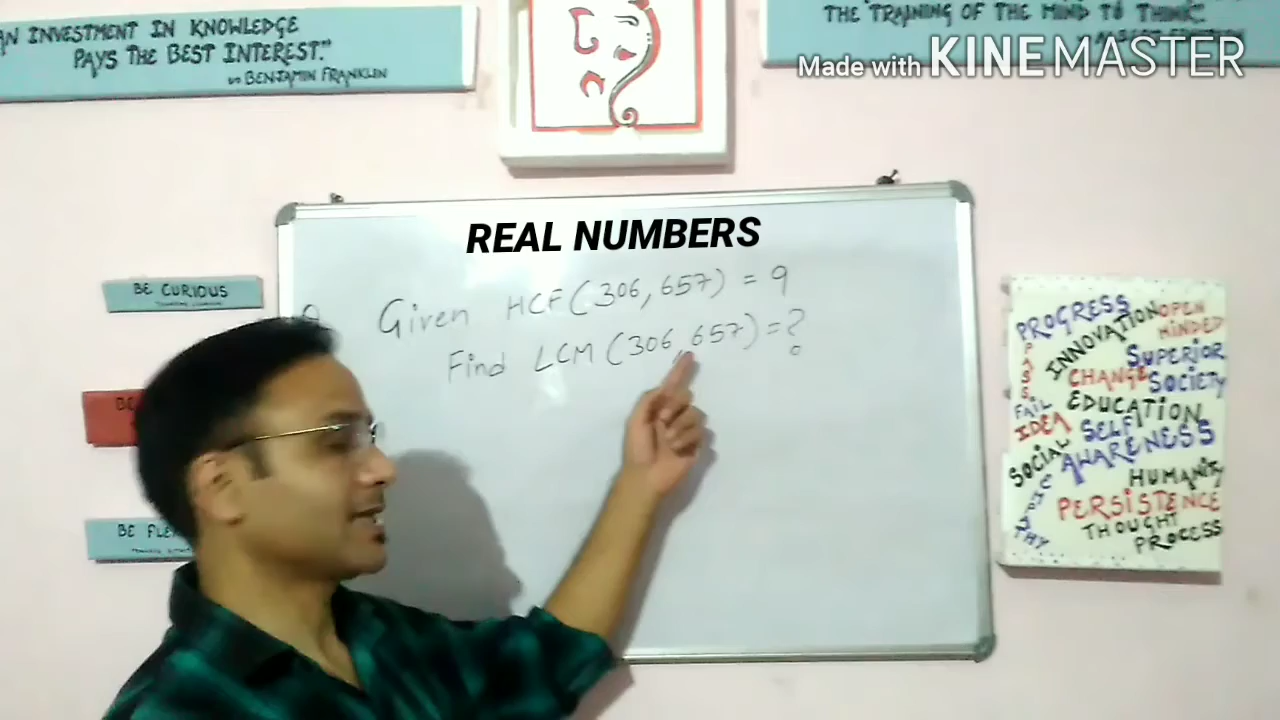 AN INVESTMENT IN KNOWLEDGE
PAYS THE BEST INTEREST."
BENJAMIN FRANKLIN
THE "TRAINING OF THE MIND TO THINK".
Made with KINEMASTER
REAL NUMBERS
Given HCF(306,657) = 9
Find LCM (306,657)=?
BE CURIOUS
BE
BE
PROGRESS
INNOVATION
OPEN
MINDED
PASS
SUPERIOR
CHANGE
SOCIETY
FAIL
EDUCATION
IDEA
SELF
AWARENESS
SOCIAL
HUMANITY
PERSISTENCE
THOUGHT
PROCESS